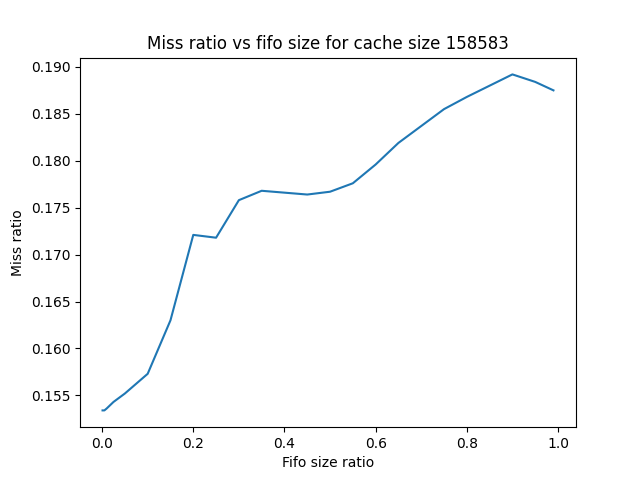 Miss ratio vs fifo size for cache size 158583
0.190
0.185
0.180
0.175
0.170
0.165
0.160
0.155
Miss ratio
0.0 0.2 0.4 0.6 0.8 1.0
Fifo size ratio